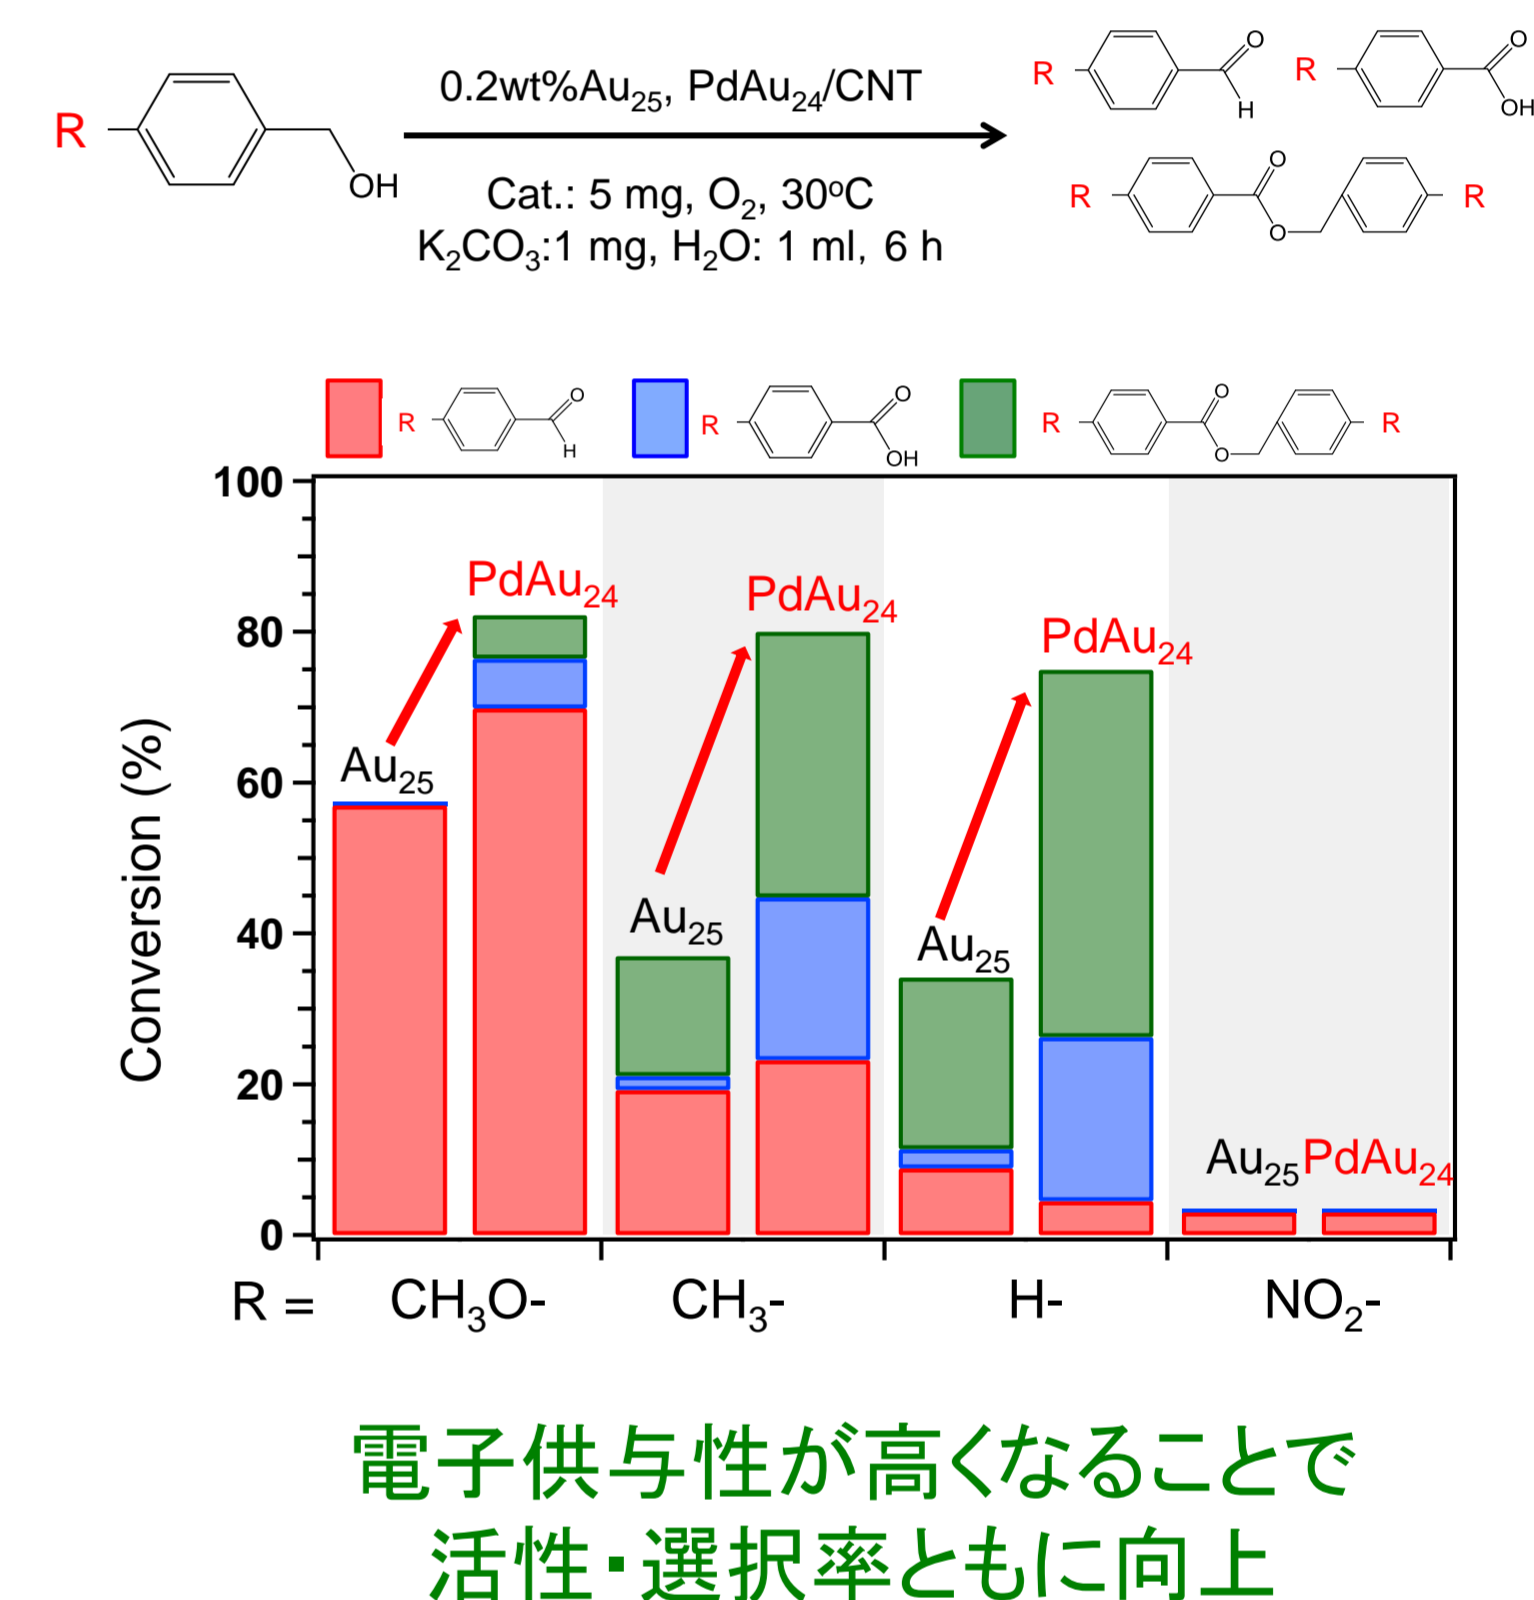 0.2wt%Au₂₅, PdAu₂₄/CNT
R
OH
Cat.: 5 mg, O₂, 30ºC
K₂CO₃:1 mg, H₂O: 1 ml, 6 h
R O H
R O OH
R O O R
R O H
R O OH
R O O R
Conversion (%)
100
80
60
40
20
0
Au₂₅
PdAu₂₄
Au₂₅
PdAu₂₄
Au₂₅
PdAu₂₄
Au₂₅ PdAu₂₄
R = CH₃O- CH₃- H- NO₂-
電子供与性が高くなることで
活性・選択率ともに向上